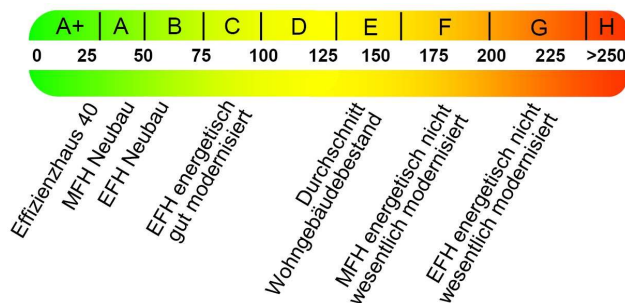 A+ A B C D E F G H
0 25 50 75 100 125 150 175 200 225 >250
Effizienzhaus 40
MFH Neubau
EFH Neubau
EFH energetisch
gut modernisiert
Durchschnitt
Wohngebäudebestand
MFH energetisch nicht
wesentlich modernisiert
EFH energetisch nicht
wesentlich modernisiert